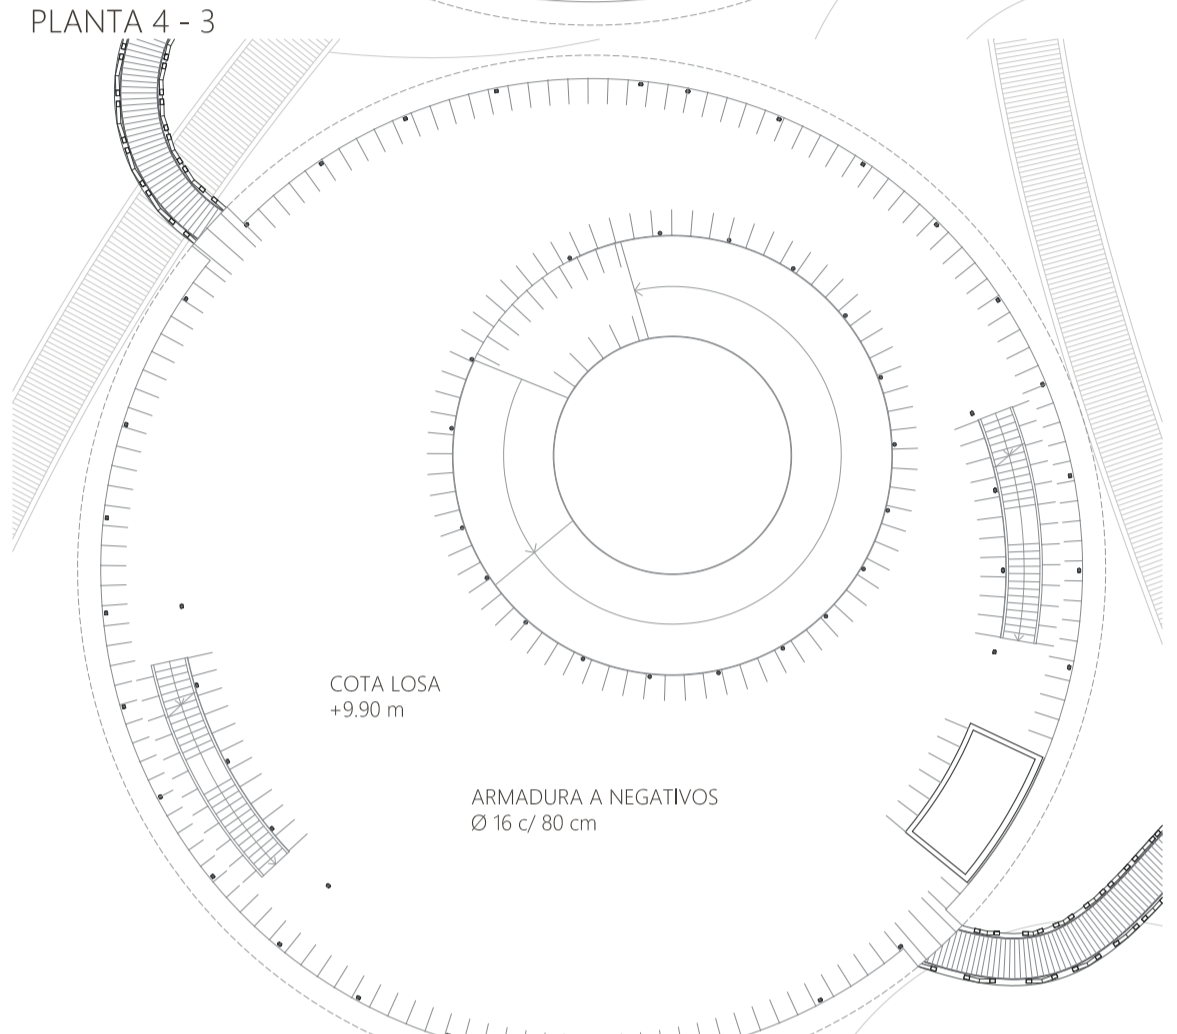 PLANTA 4 - 3
COTA LOSA
+9.90 m
ARMADURA A NEGATIVOS
Ø 16 c/ 80 cm